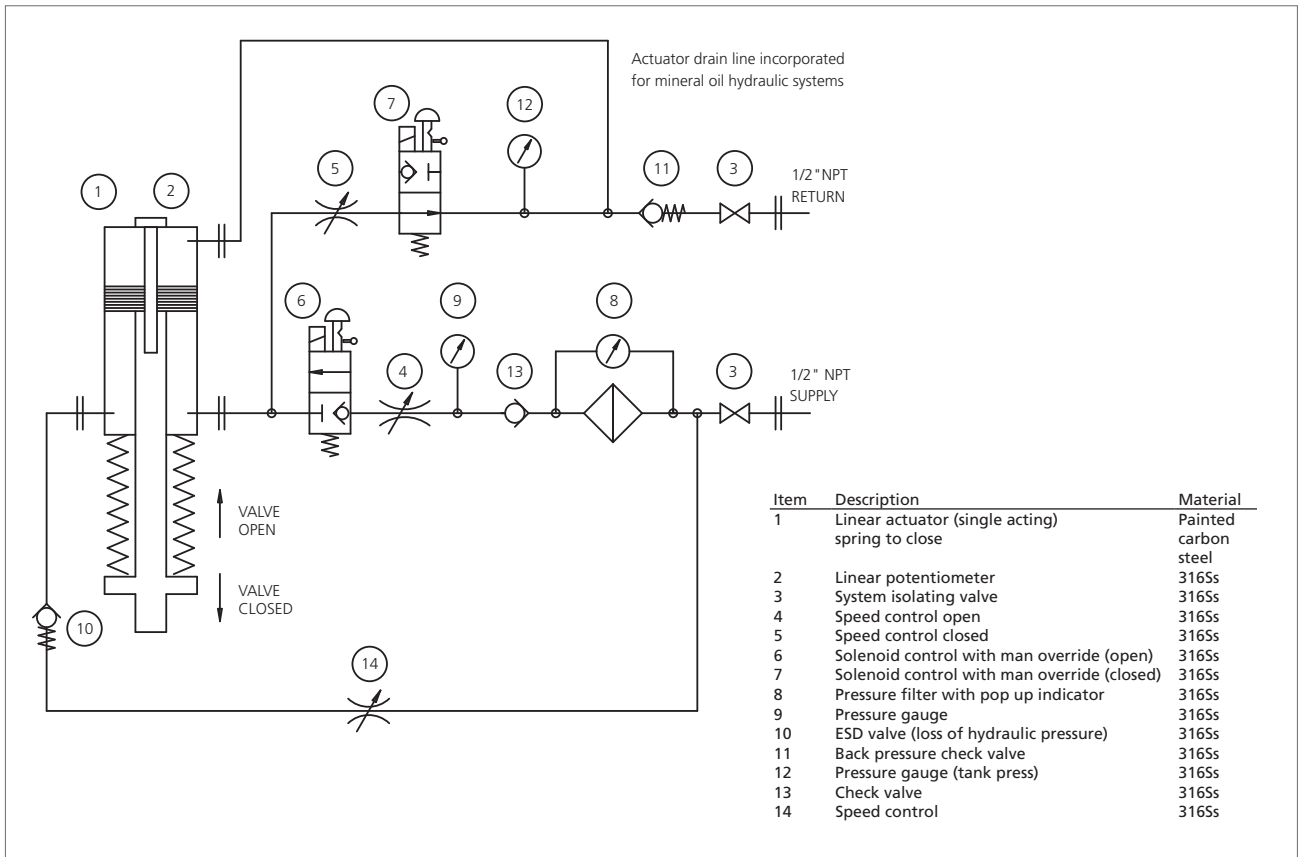 Actuator drain line incorporated
for mineral oil hydraulic systems
7
12
5
11
3
1/2" NPT
RETURN
1
2
6
9
8
4
13
3
1/2" NPT
SUPPLY
VALVE
OPEN
VALVE
CLOSED
10
14
Item Description Material
1 Linear actuator (single acting) Painted
spring to close carbon
steel
2 Linear potentiometer 316Ss
3 System isolating valve 316Ss
4 Speed control open 316Ss
5 Speed control closed 316Ss
6 Solenoid control with man override (open) 316Ss
7 Solenoid control with man override (closed) 316Ss
8 Pressure filter with pop up indicator 316Ss
9 Pressure gauge 316Ss
10 ESD valve (loss of hydraulic pressure) 316Ss
11 Back pressure check valve 316Ss
12 Pressure gauge (tank press) 316Ss
13 Check valve 316Ss
14 Speed control 316Ss